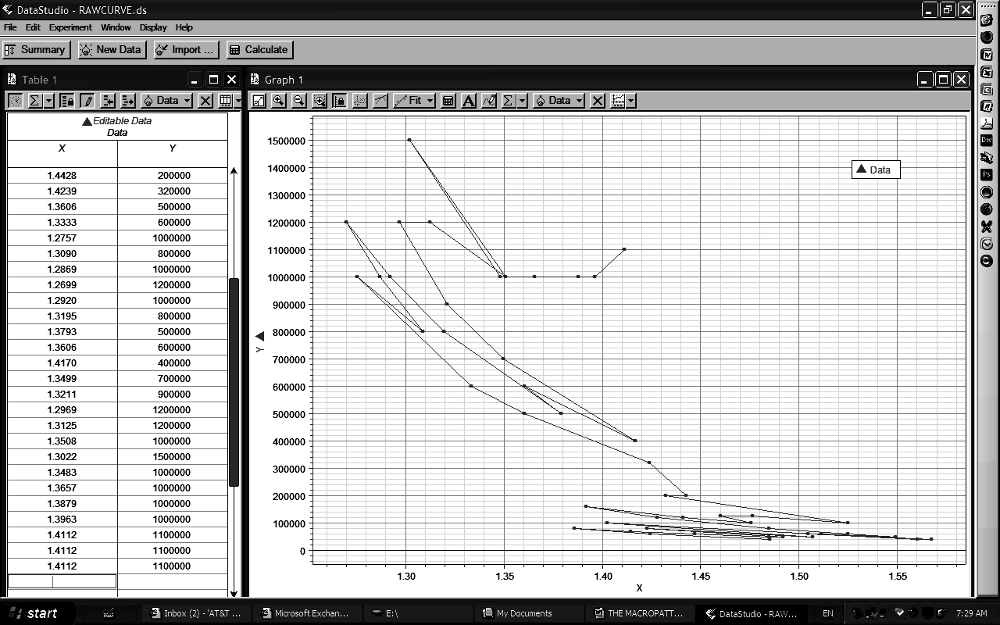 DataStudio - RAWCURVE.ds
File Edit Experiment Window Display Help
Summary New Data Import ... Calculate
Table 1
Σ Data
Editable Data
Data
X Y
1.4428 200000
1.4239 320000
1.3606 500000
1.3333 600000
1.2757 1000000
1.3090 800000
1.2869 1000000
1.2699 1200000
1.2920 1000000
1.3195 800000
1.3793 500000
1.3606 600000
1.4170 400000
1.3499 700000
1.3211 900000
1.2969 1200000
1.3125 1200000
1.3508 1000000
1.3022 1500000
1.3483 1000000
1.3657 1000000
1.3879 1000000
1.3963 1000000
1.4112 1100000
1.4112 1100000
1.4112 1100000
Graph 1
Fit A Σ Data
1500000
1400000
1300000
1200000
1100000
1000000
900000
800000
700000
600000
500000
400000
300000
200000
100000
0
Y
Data
1.30 1.35 1.40 1.45 1.50 1.55
X
start
Inbox (2) - 'AT&T ...
Microsoft Exchan...
E:\
My Documents
THE MACROPATT...
DataStudio - RAW...
EN
7:29 AM
Dw